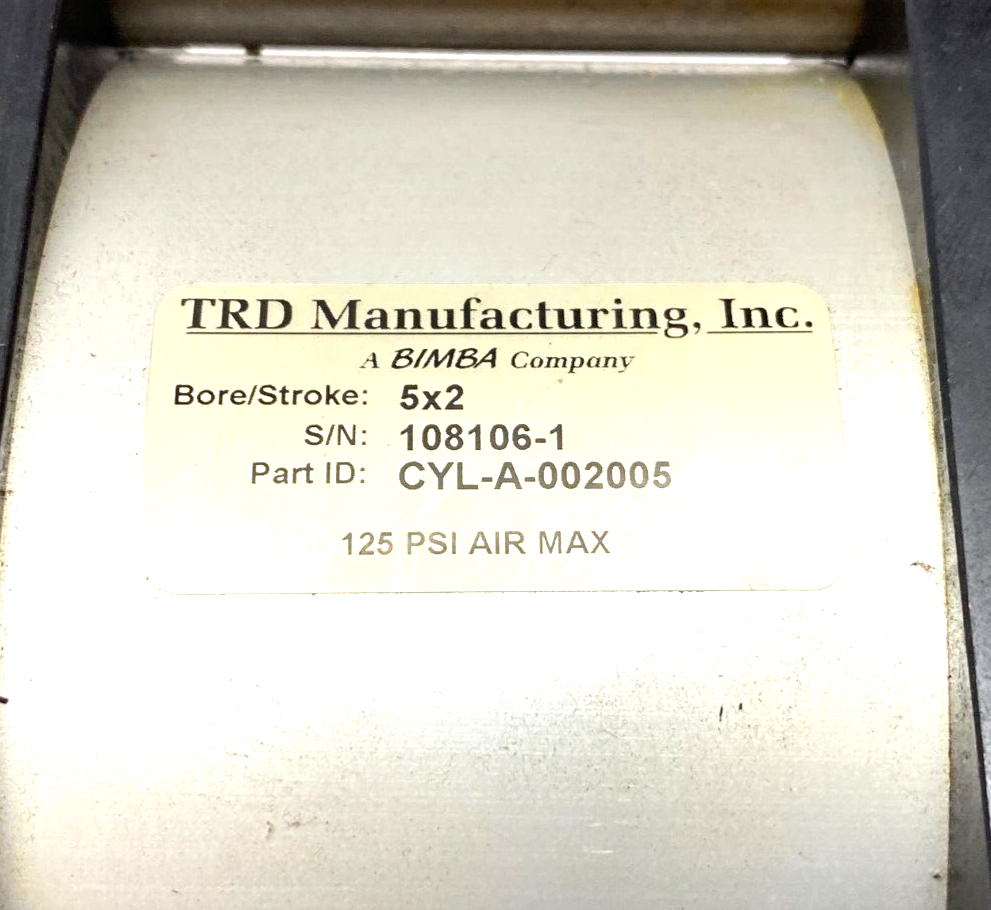 TRD Manufacturing, Inc.
A BIMBA Company
Bore/Stroke: 5x2
S/N: 108106-1
Part ID: CYL-A-002005
125 PSI AIR MAX